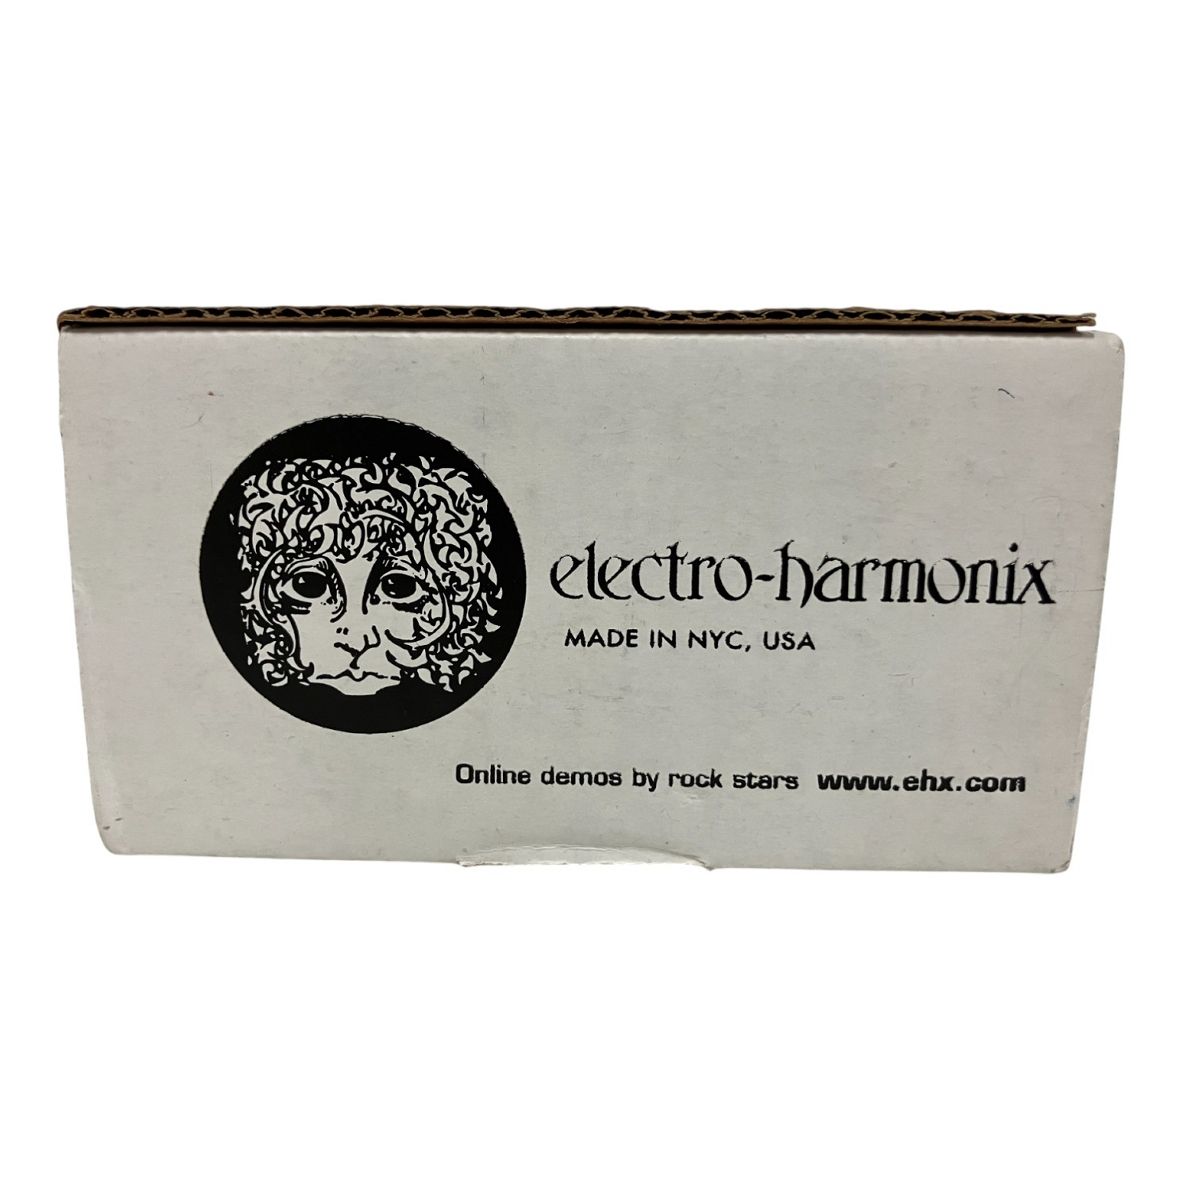 electro-harmonix
MADE IN NYC, USA
Online demos by rock stars www.ehx.com